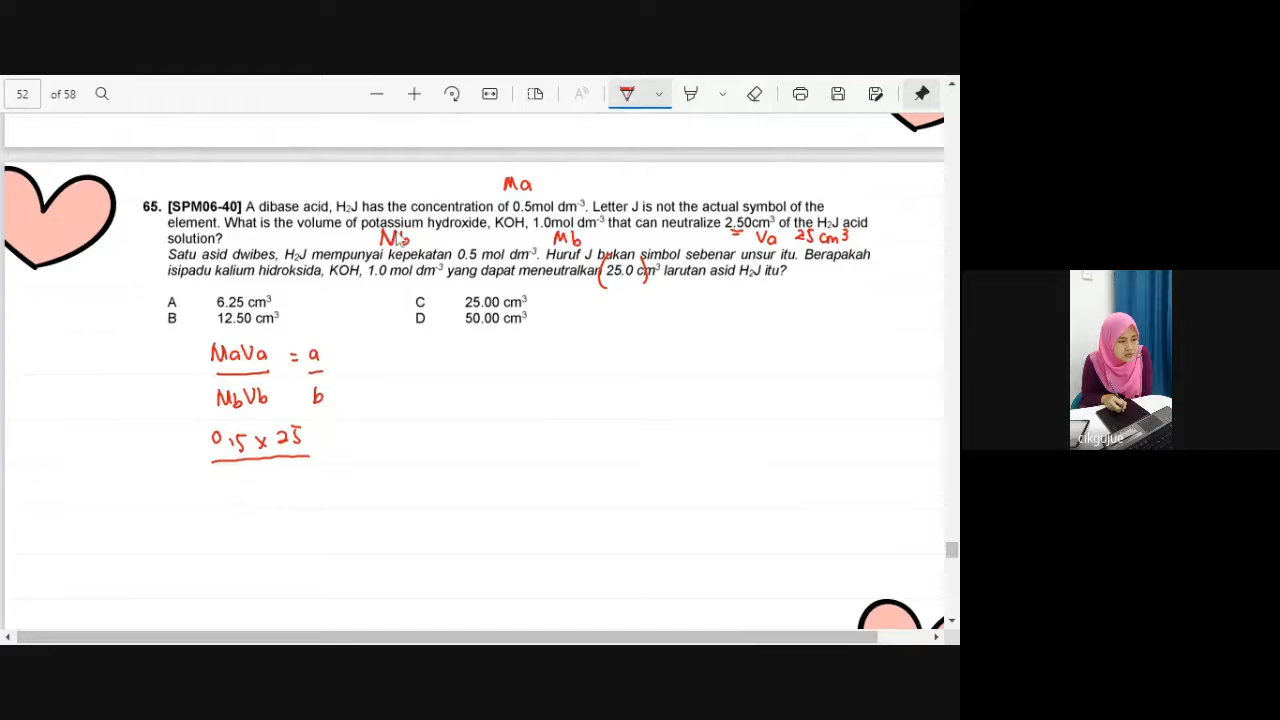 52 of 58
Ma
65. [SPM06-40] A dibase acid, H₂J has the concentration of 0.5mol dm⁻³. Letter J is not the actual symbol of the
element. What is the volume of potassium hydroxide, KOH, 1.0mol dm⁻³ that can neutralize 2.50cm³ of the H₂J acid
solution?
Mb Mb = Va 25 cm³
Satu asid dwibes, H₂J mempunyai kepekatan 0.5 mol dm⁻³. Huruf J bukan simbol sebenar unsur itu. Berapakah
isipadu kalium hidroksida, KOH, 1.0 mol dm⁻³ yang dapat meneutralkan (25.0 cm³) larutan asid H₂J itu?
A 6.25 cm³ C 25.00 cm³
B 12.50 cm³ D 50.00 cm³
MaVa = a
MbVb b
0.5 x 25
cikgujue